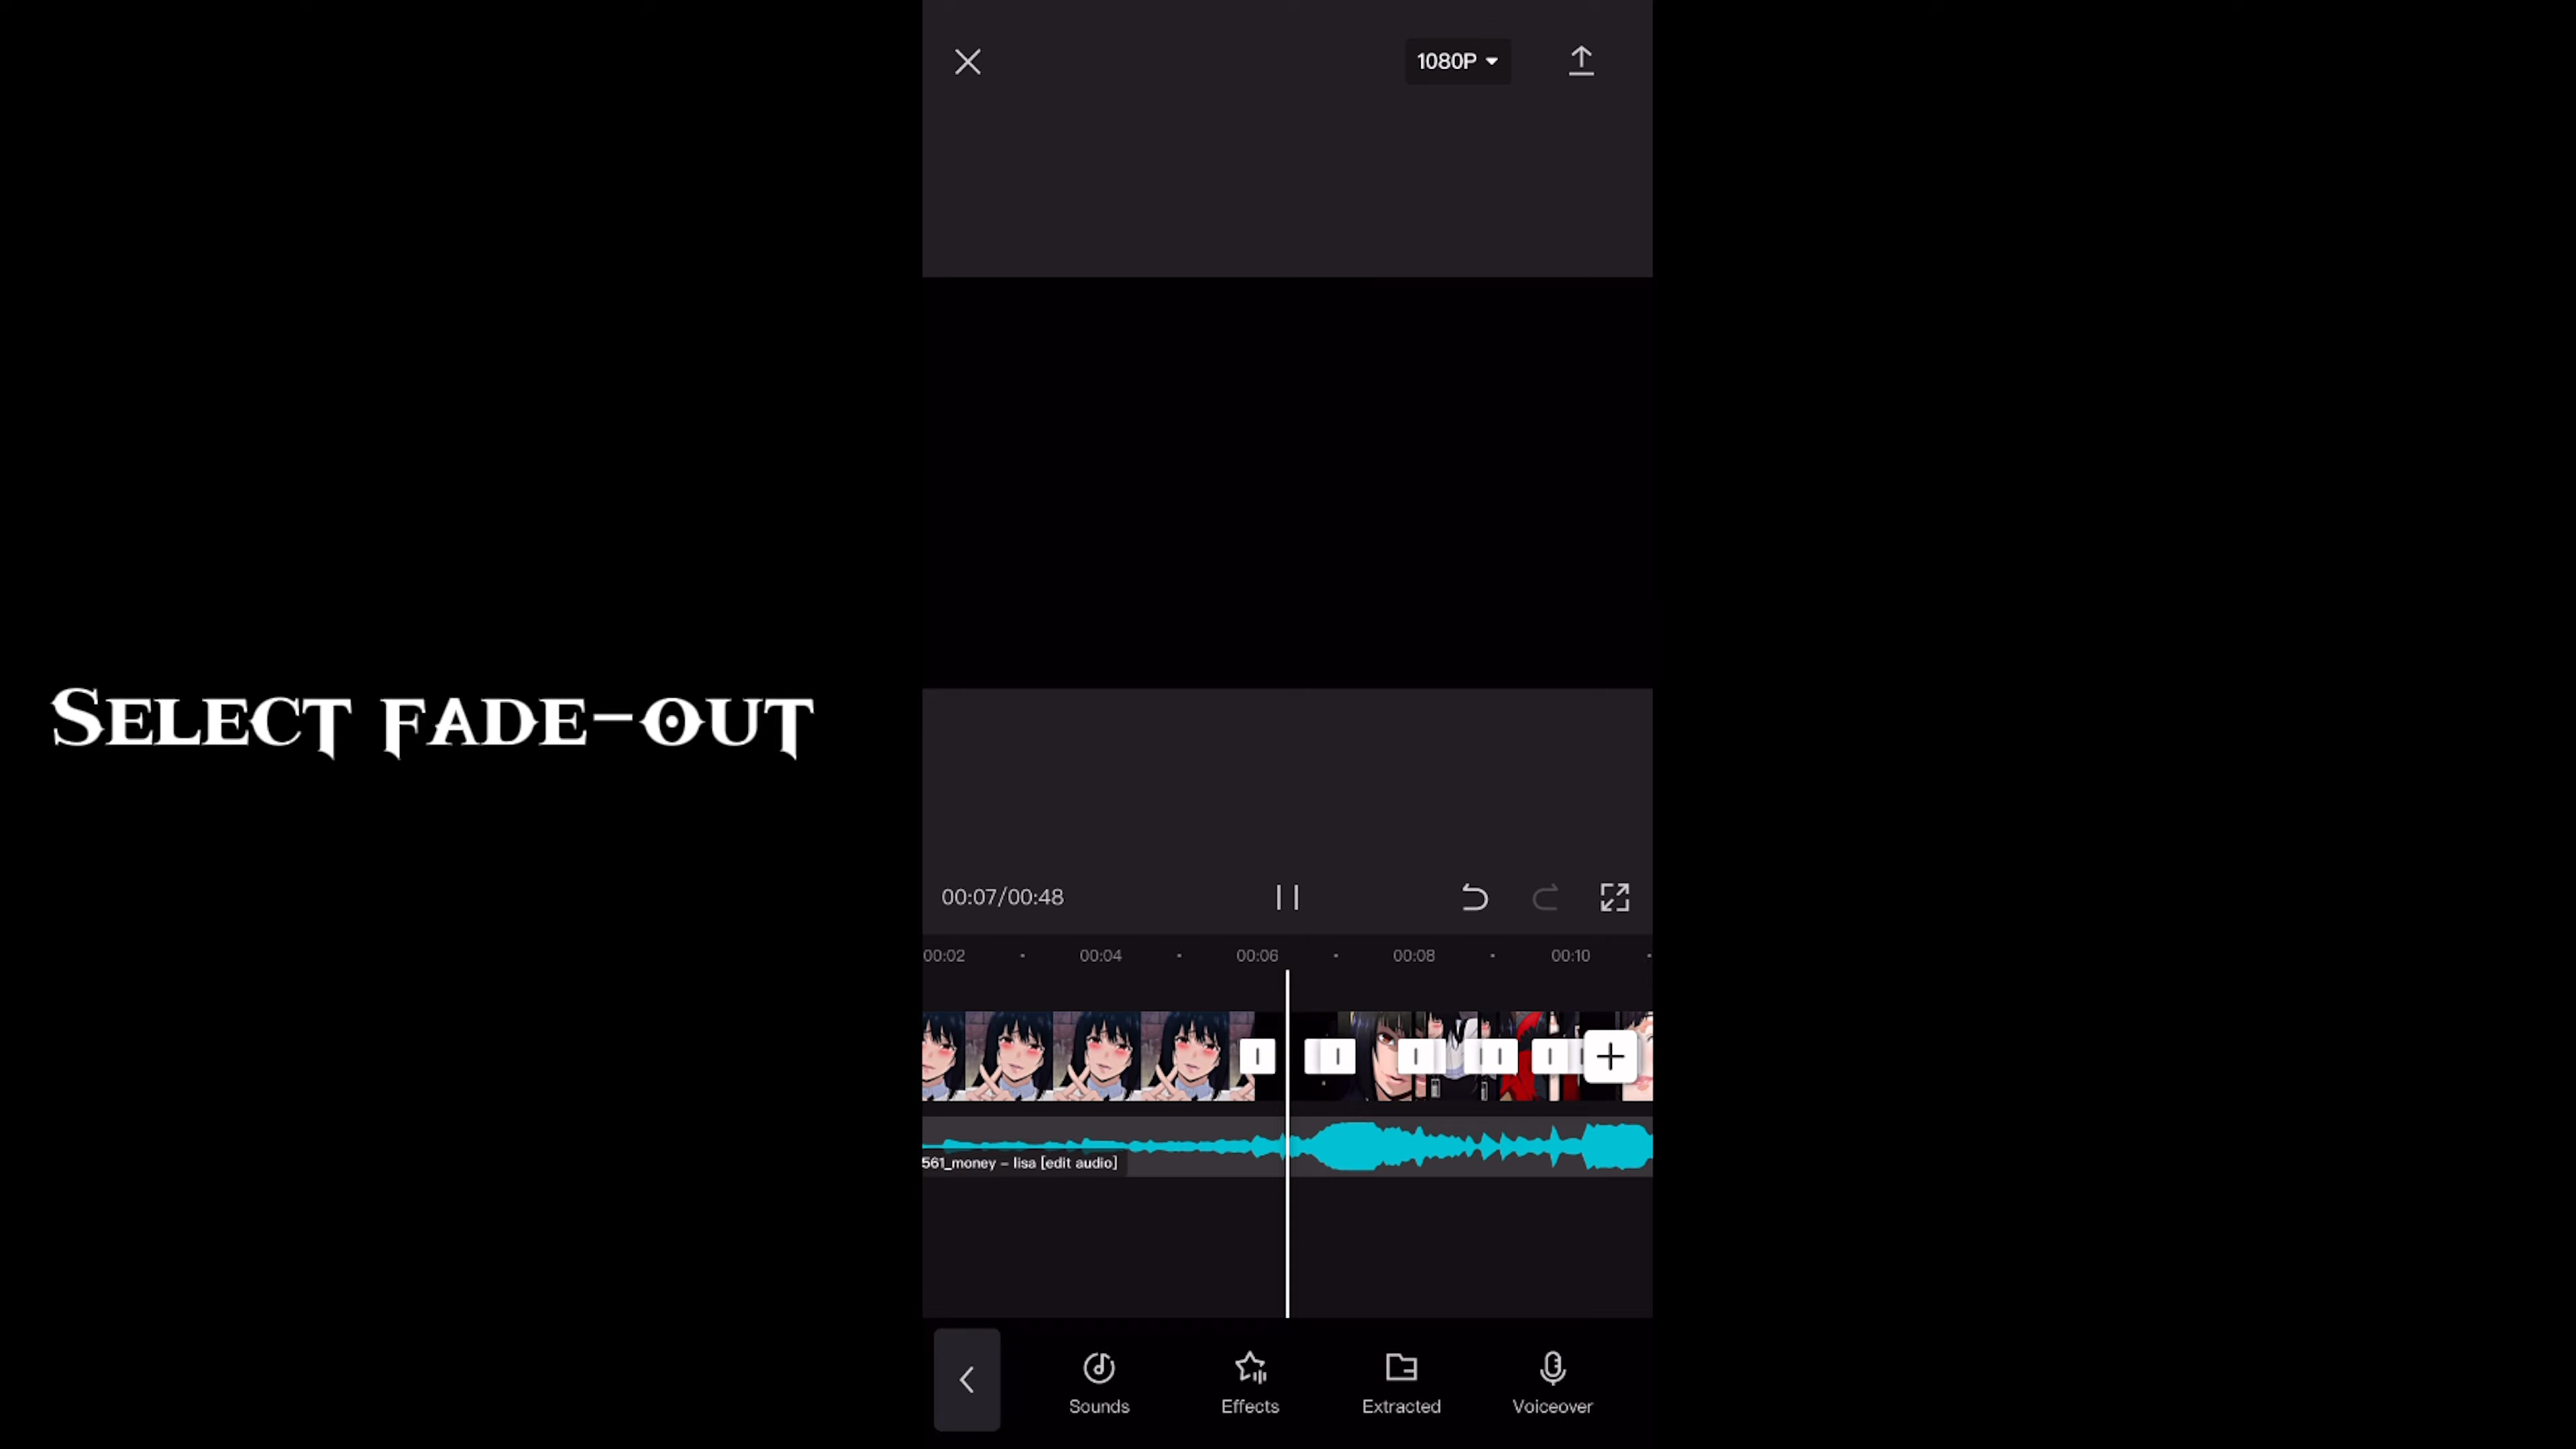 1080P
SELECT FADE-OUT
00:07/00:48
00:02 00:04 00:06 00:08 00:10
561_money – lisa [edit audio]
Sounds Effects Extracted Voiceover